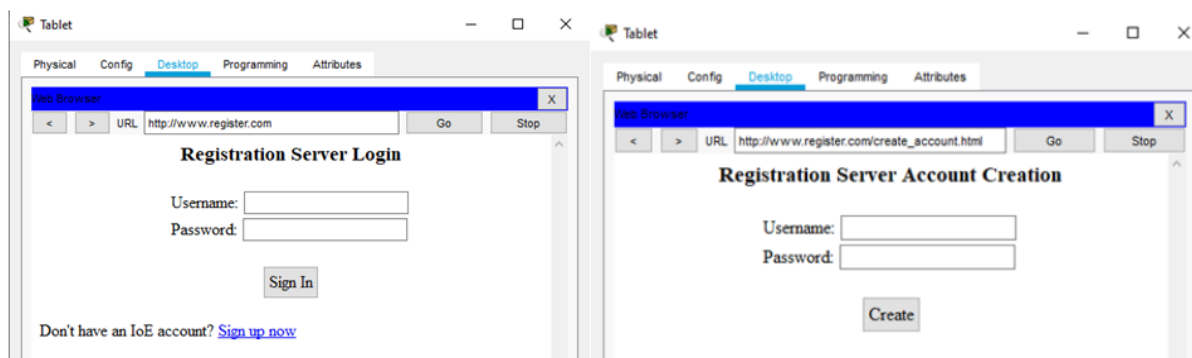 Tablet
Physical Config Desktop Programming Attributes
Web Browser X
< > URL http://www.register.com Go Stop
Registration Server Login
Username:
Password:
Sign In
Don't have an IoE account? Sign up now
Tablet
Physical Config Desktop Programming Attributes
Web Browser X
< > URL http://www.register.com/create_account.html Go Stop
Registration Server Account Creation
Username:
Password:
Create